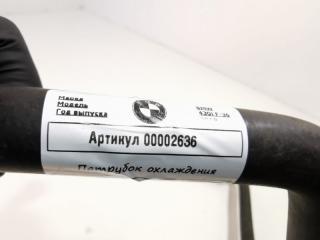 Марка
Модель
Год выпуска
Артикул 00002636
Патрубок охлаждения